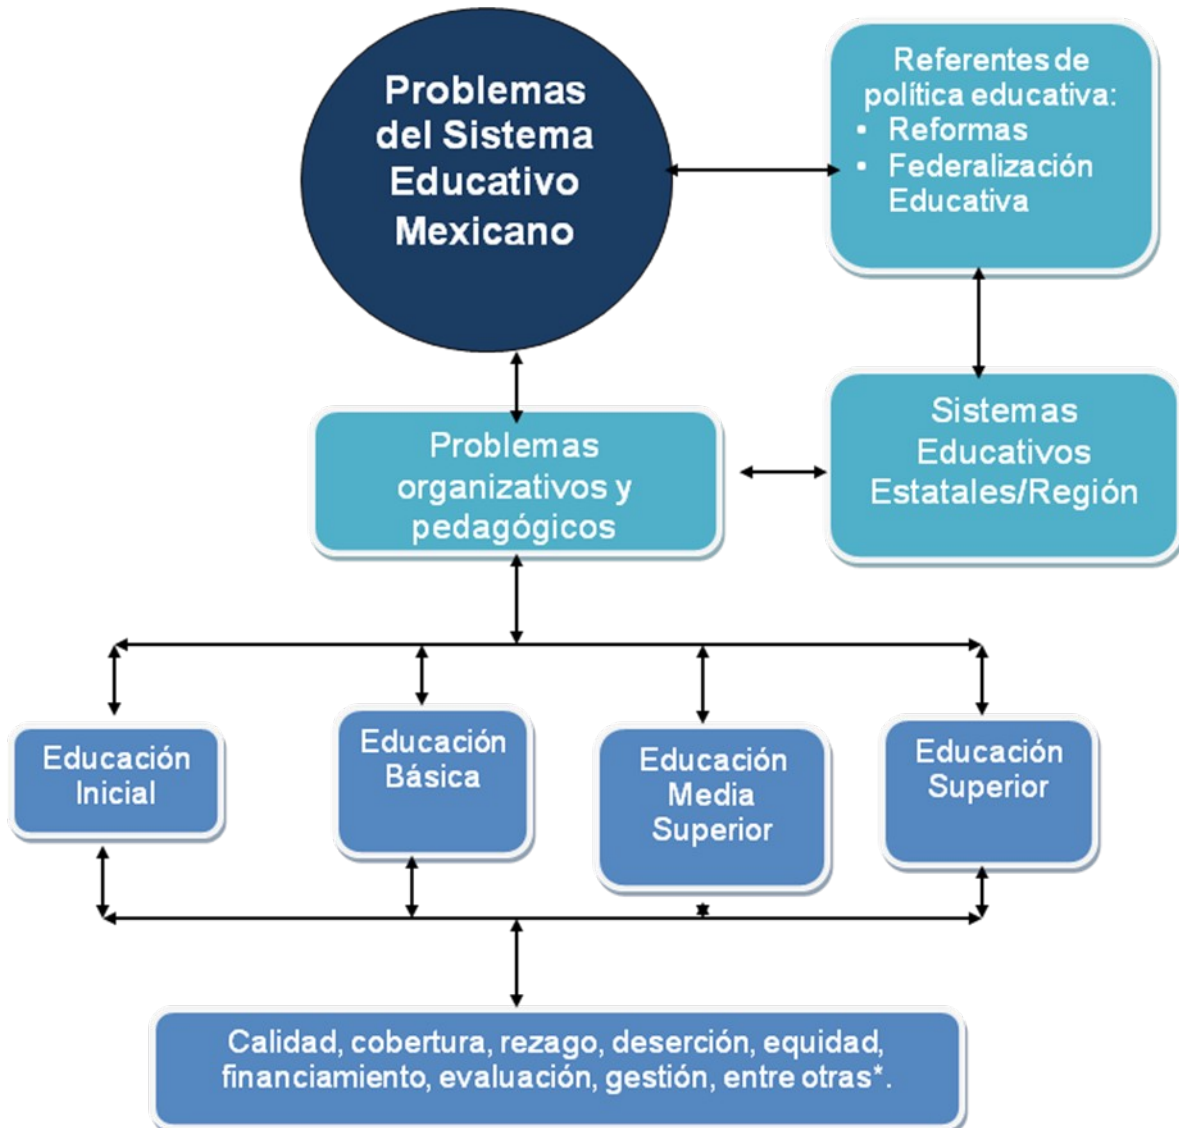 Problemas
del Sistema
Educativo
Mexicano
Referentes de
política educativa:
▪ Reformas
▪ Federalización
Educativa
Problemas
organizativos y
pedagógicos
Sistemas
Educativos
Estatales/Región
Educación
Inicial
Educación
Básica
Educación
Media
Superior
Educación
Superior
Calidad, cobertura, rezago, deserción, equidad,
financiamiento, evaluación, gestión, entre otras*.